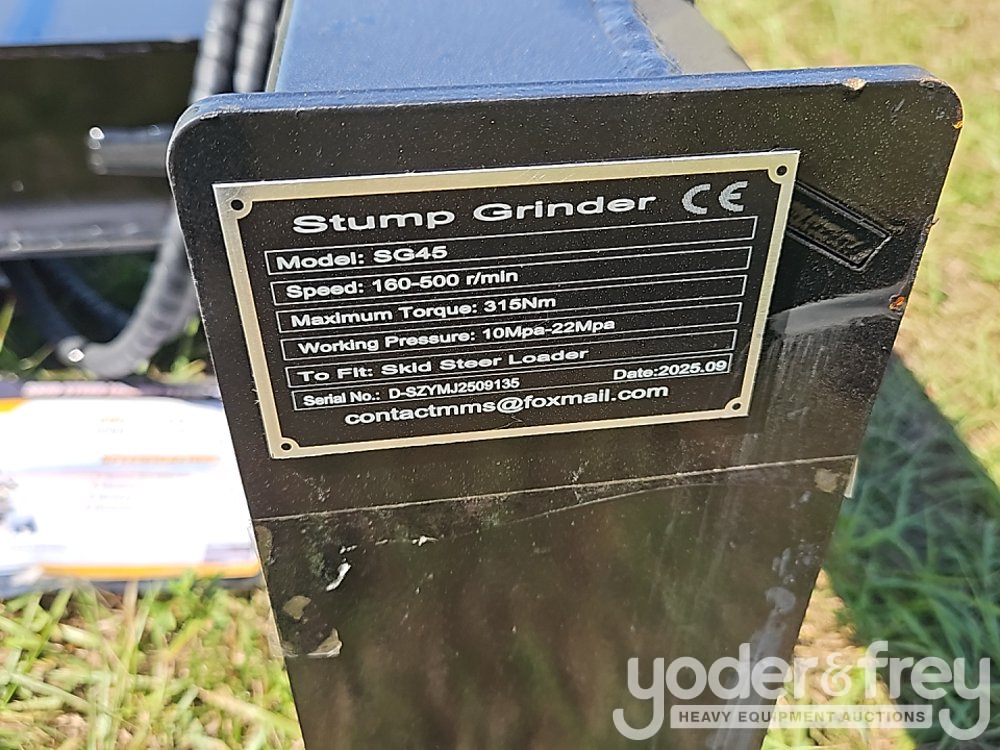 Stump Grinder CE
Model: SG45
Speed: 160-500 r/min
Maximum Torque: 315Nm
Working Pressure: 10Mpa-22Mpa
To Fit: Skid Steer Loader
Serial No.: D-SZYMJ2509135 Date:2025.09
contactmms@foxmail.com
yoder&frey
HEAVY EQUIPMENT AUCTIONS